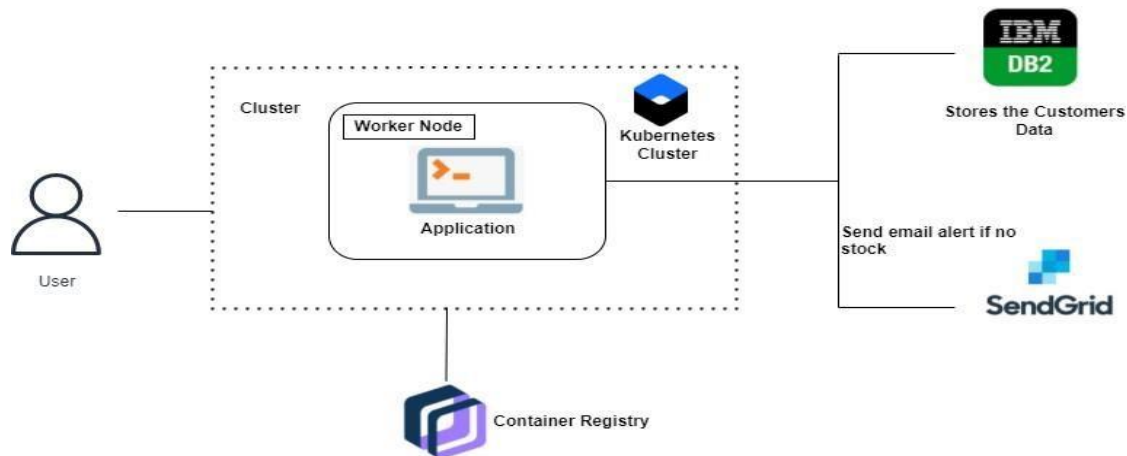 IBM
DB2
Stores the Customers
Data
Cluster
Worker Node
Kubernetes
Cluster
Application
User
Send email alert if no
stock
SendGrid
Container Registry